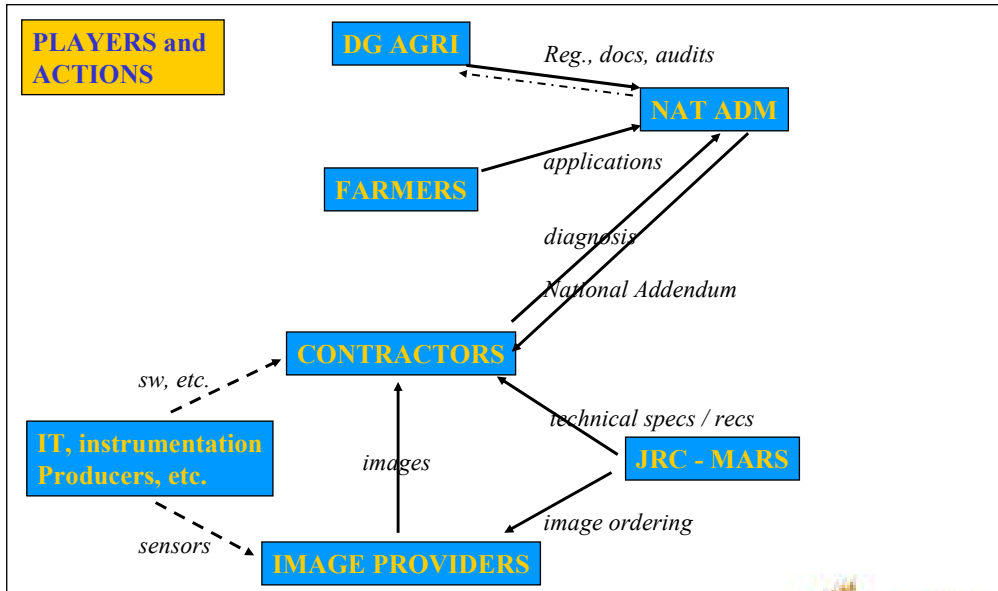 PLAYERS and
ACTIONS
DG AGRI
Reg., docs, audits
NAT ADM
applications
FARMERS
diagnosis
National Addendum
CONTRACTORS
sw, etc.
technical specs / recs
IT, instrumentation
Producers, etc.
images
JRC - MARS
image ordering
sensors
IMAGE PROVIDERS